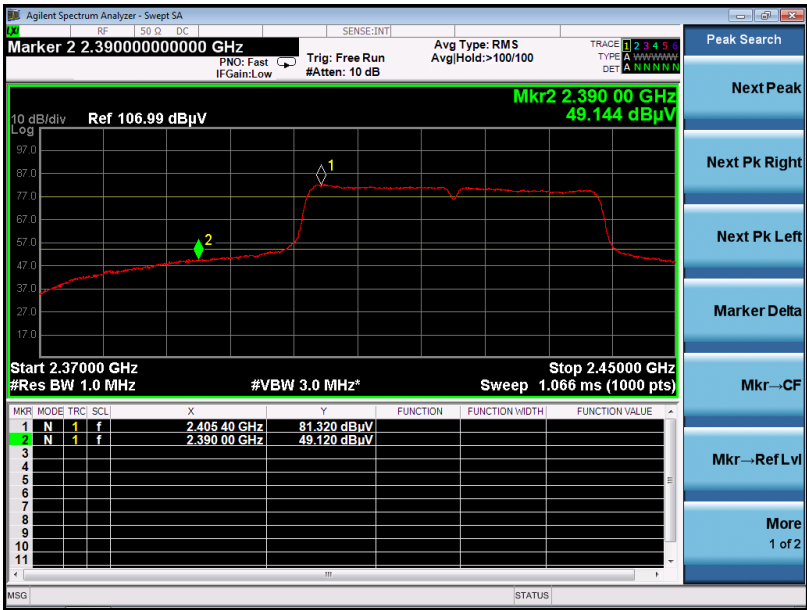 Agilent Spectrum Analyzer - Swept SA
LXI RF 50 Ω DC SENSE:INT
Marker 2 2.390000000000 GHz
PNO: Fast
IFGain:Low
Trig: Free Run
#Atten: 10 dB
Avg Type: RMS
Avg|Hold:>100/100
TRACE 1 2 3 4 5 6
TYPE A WWWWW
DET A N N N N N
Mkr2 2.390 00 GHz
49.144 dBµV
10 dB/div Ref 106.99 dBµV
Log
97.0
87.0
77.0
67.0
57.0
47.0
37.0
27.0
17.0
1
2
Start 2.37000 GHz Stop 2.45000 GHz
#Res BW 1.0 MHz #VBW 3.0 MHz* Sweep 1.066 ms (1000 pts)
MKR MODE TRC SCL X Y FUNCTION FUNCTION WIDTH FUNCTION VALUE
1 N 1 f 2.405 40 GHz 81.320 dBµV
2 N 1 f 2.390 00 GHz 49.120 dBµV
3
4
5
6
7
8
9
10
11
MSG STATUS
Peak Search
Next Peak
Next Pk Right
Next Pk Left
Marker Delta
Mkr→CF
Mkr→Ref Lvl
More
1 of 2